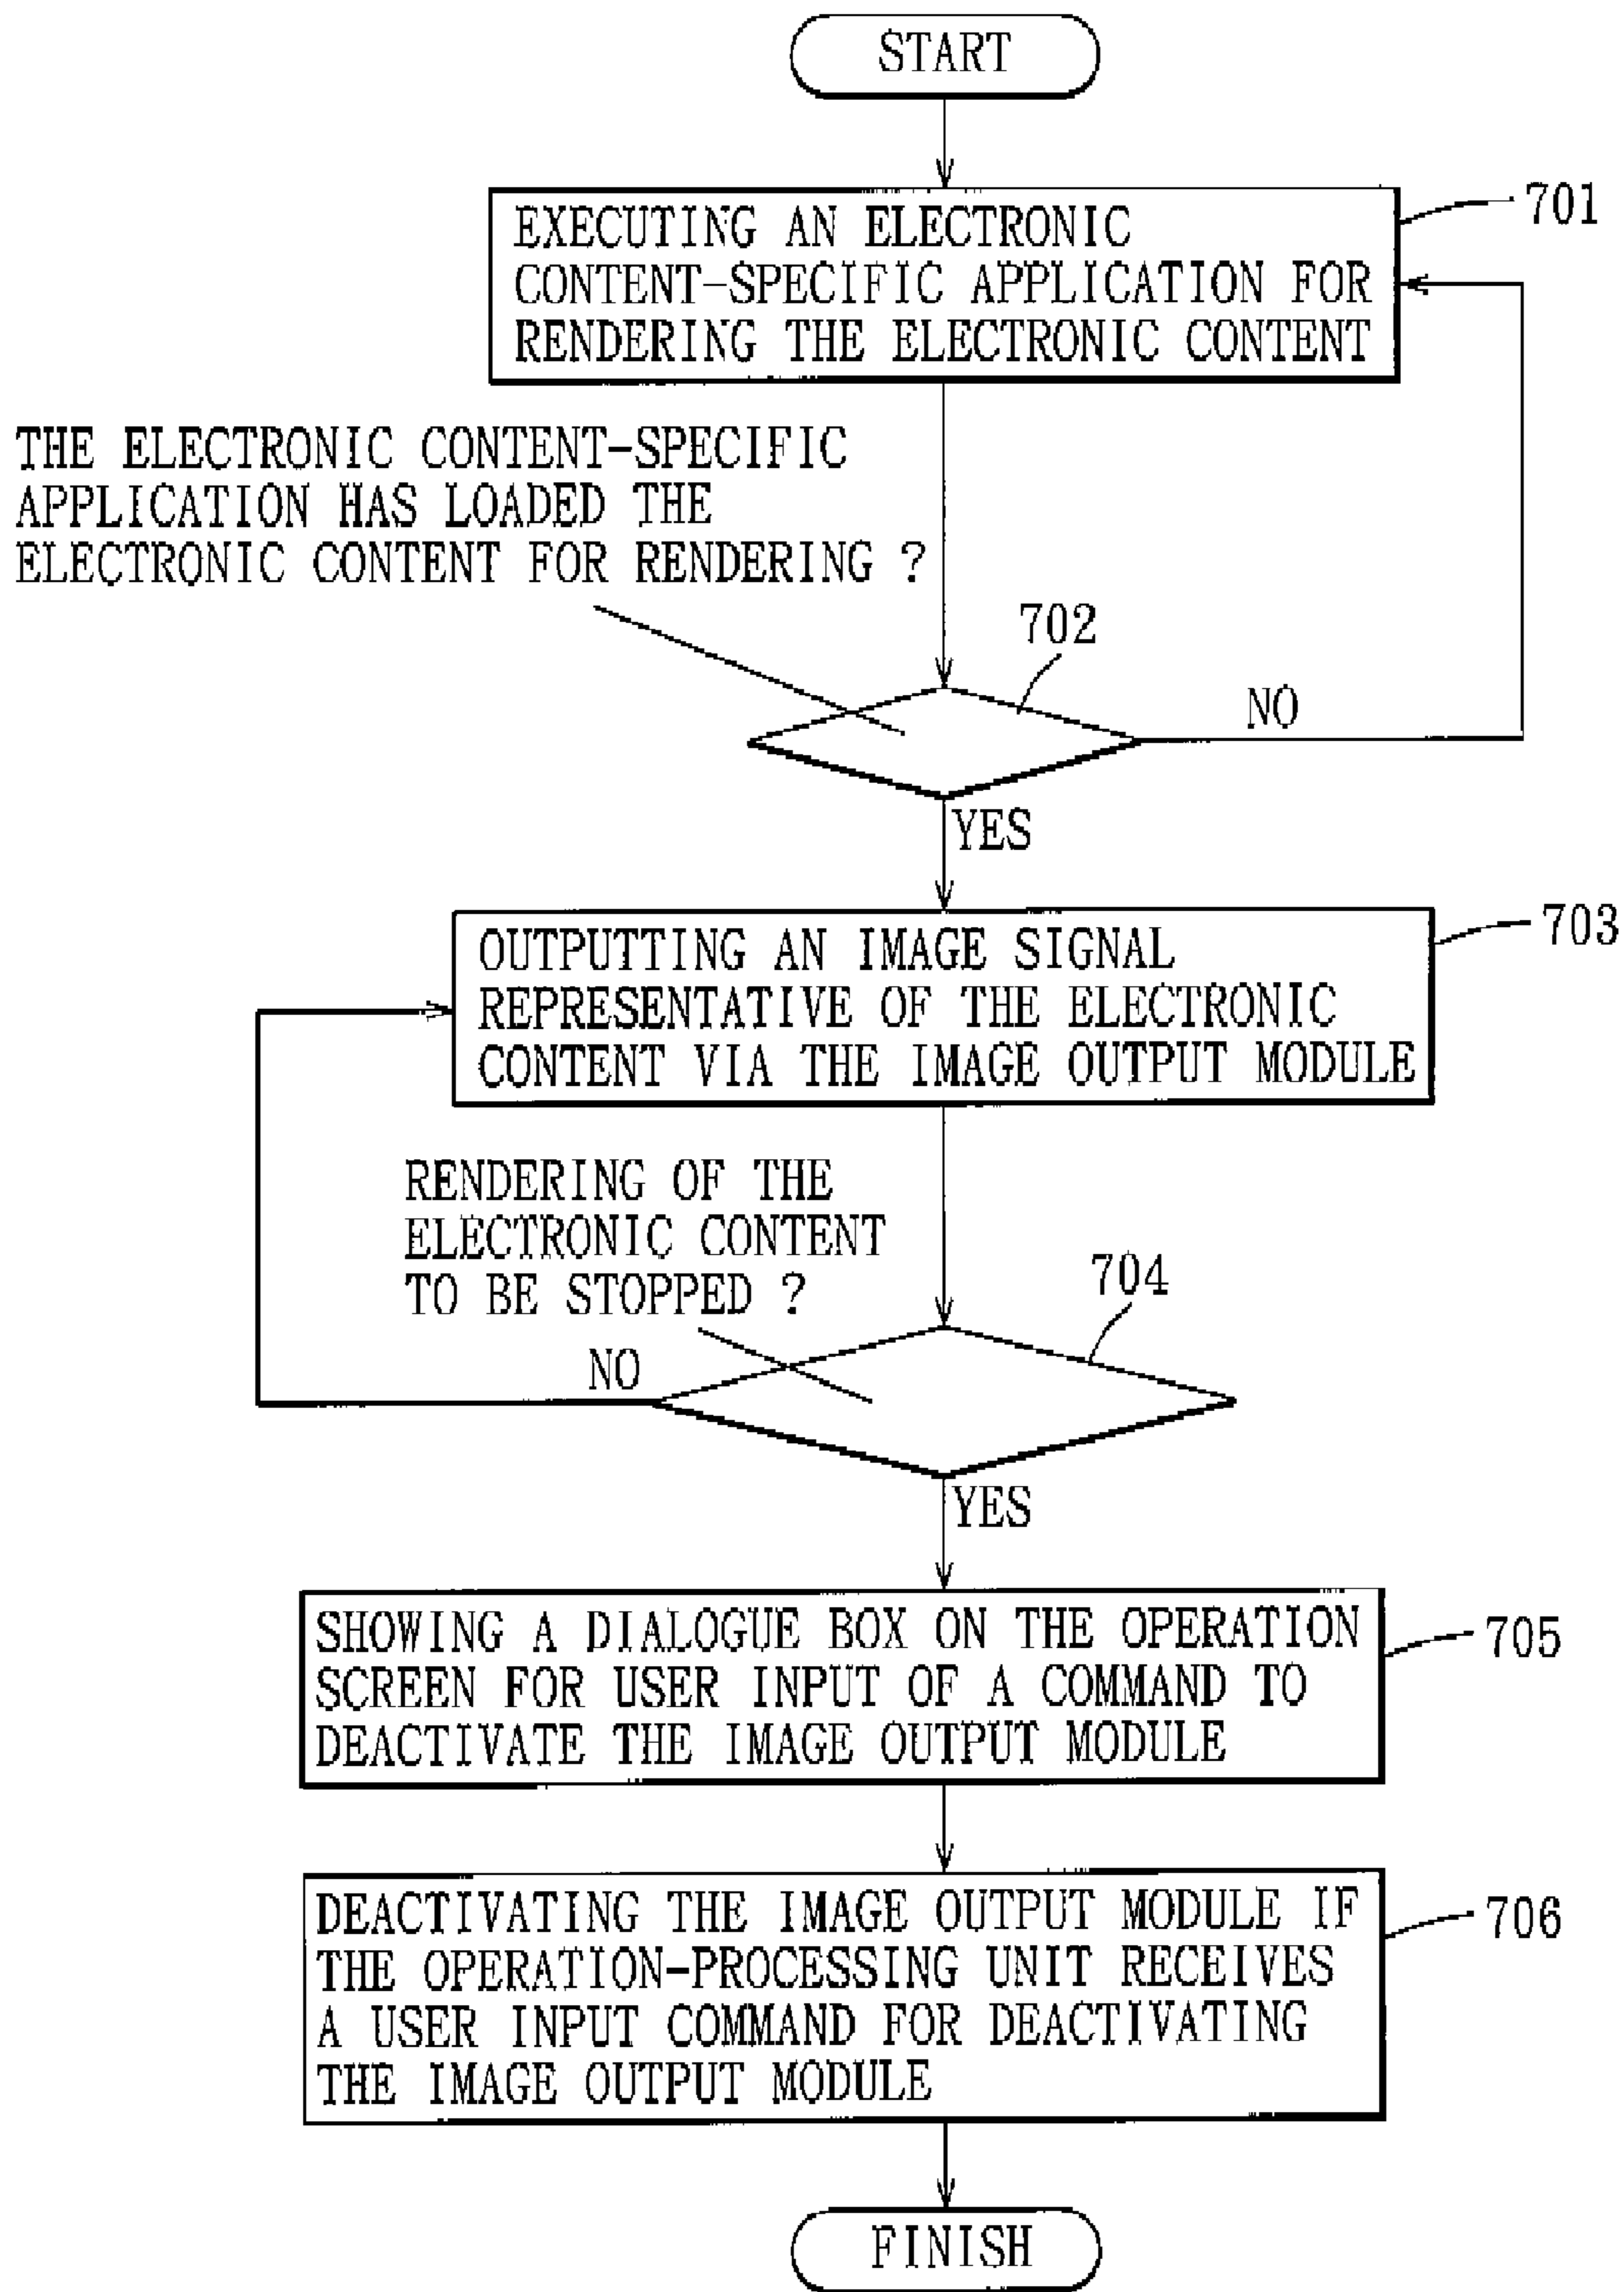 START
EXECUTING AN ELECTRONIC
CONTENT-SPECIFIC APPLICATION FOR
RENDERING THE ELECTRONIC CONTENT
701
THE ELECTRONIC CONTENT-SPECIFIC
APPLICATION HAS LOADED THE
ELECTRONIC CONTENT FOR RENDERING ?
702
NO
YES
OUTPUTTING AN IMAGE SIGNAL
REPRESENTATIVE OF THE ELECTRONIC
CONTENT VIA THE IMAGE OUTPUT MODULE
703
RENDERING OF THE
ELECTRONIC CONTENT
TO BE STOPPED ?
704
NO
YES
SHOWING A DIALOGUE BOX ON THE OPERATION
SCREEN FOR USER INPUT OF A COMMAND TO
DEACTIVATE THE IMAGE OUTPUT MODULE
705
DEACTIVATING THE IMAGE OUTPUT MODULE IF
THE OPERATION-PROCESSING UNIT RECEIVES
A USER INPUT COMMAND FOR DEACTIVATING
THE IMAGE OUTPUT MODULE
706
FINISH